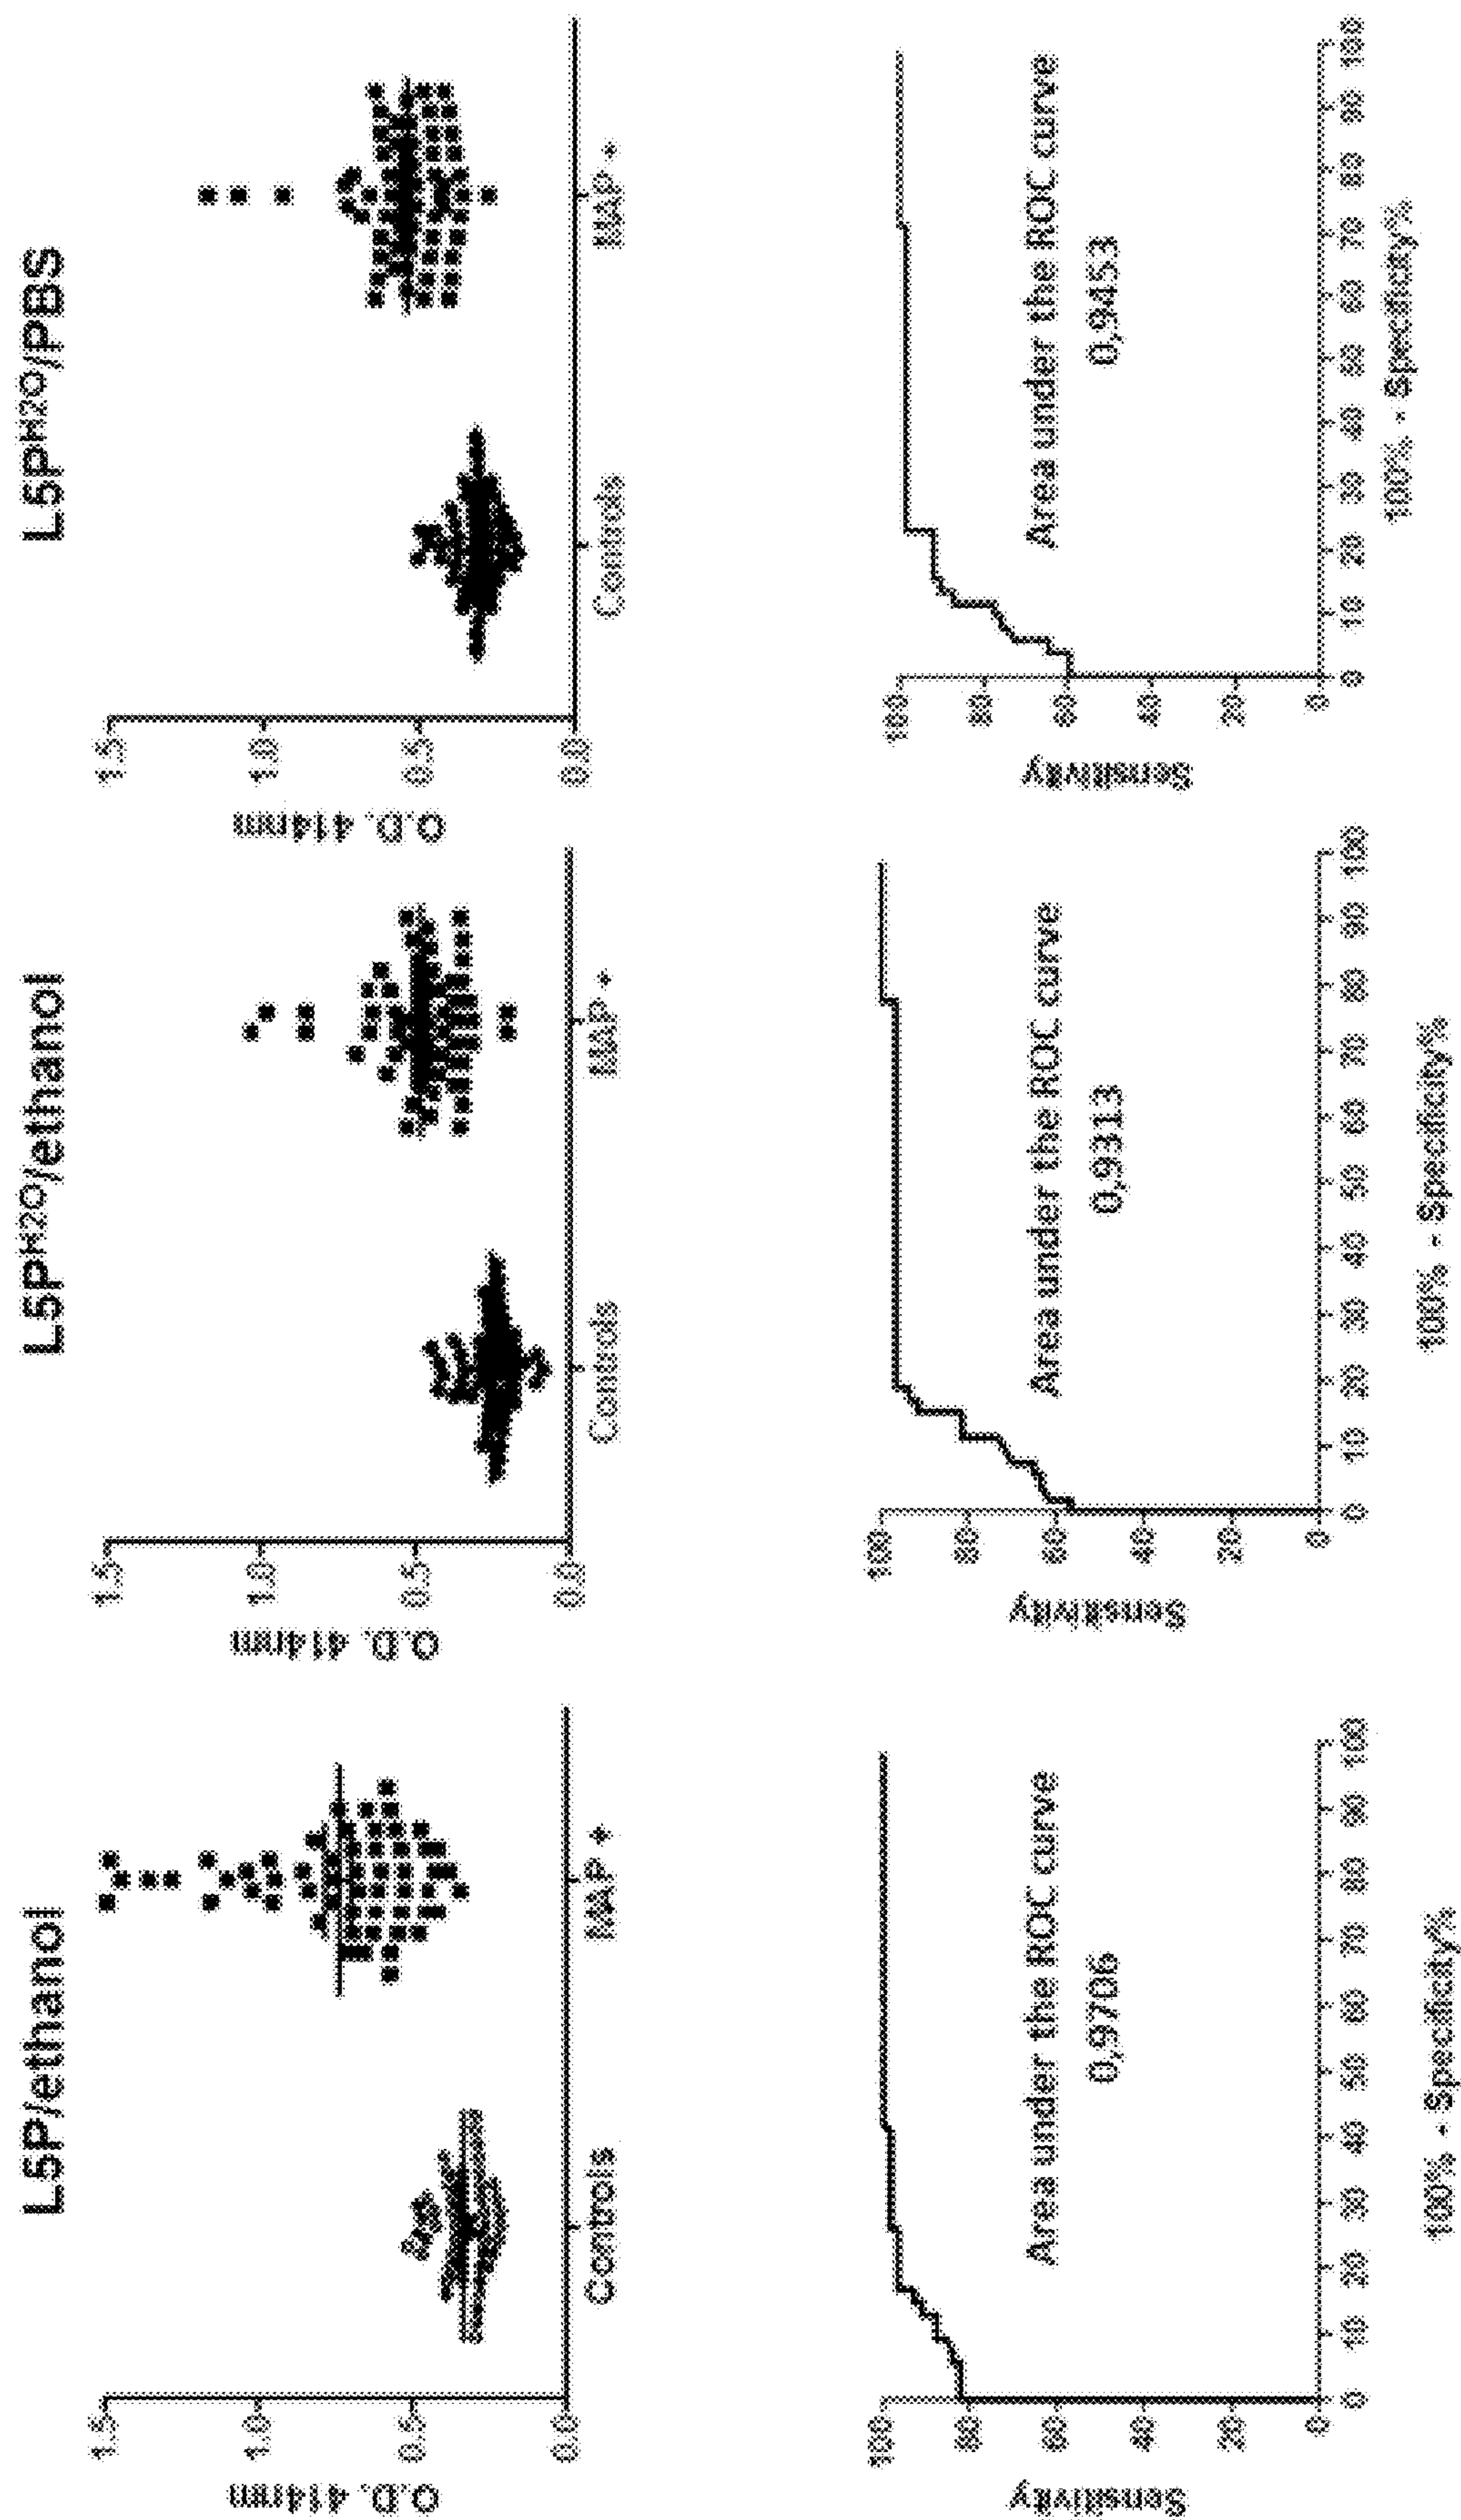 L5P/ethanol
1.5
1.0
0.5
0.0
O.D. 414nm
Controls
MAP +
100
80
60
40
20
0
Sensitivity
Area under the ROC curve
0,9706
0 10 20 30 40 50 60 70 80 90 100
100% - Specificity%
L5PH2O/ethanol
1.5
1.0
0.5
0.0
O.D. 414nm
Controls
MAP +
100
80
60
40
20
0
Sensitivity
Area under the ROC curve
0,9313
0 10 20 30 40 50 60 70 80 90 100
100% - Specificity%
L5PH2O/PBS
1.5
1.0
0.5
0.0
O.D. 414nm
Controls
MAP +
100
80
60
40
20
0
Sensitivity
Area under the ROC curve
0,9453
0 10 20 30 40 50 60 70 80 90 100
100% - Specificity%